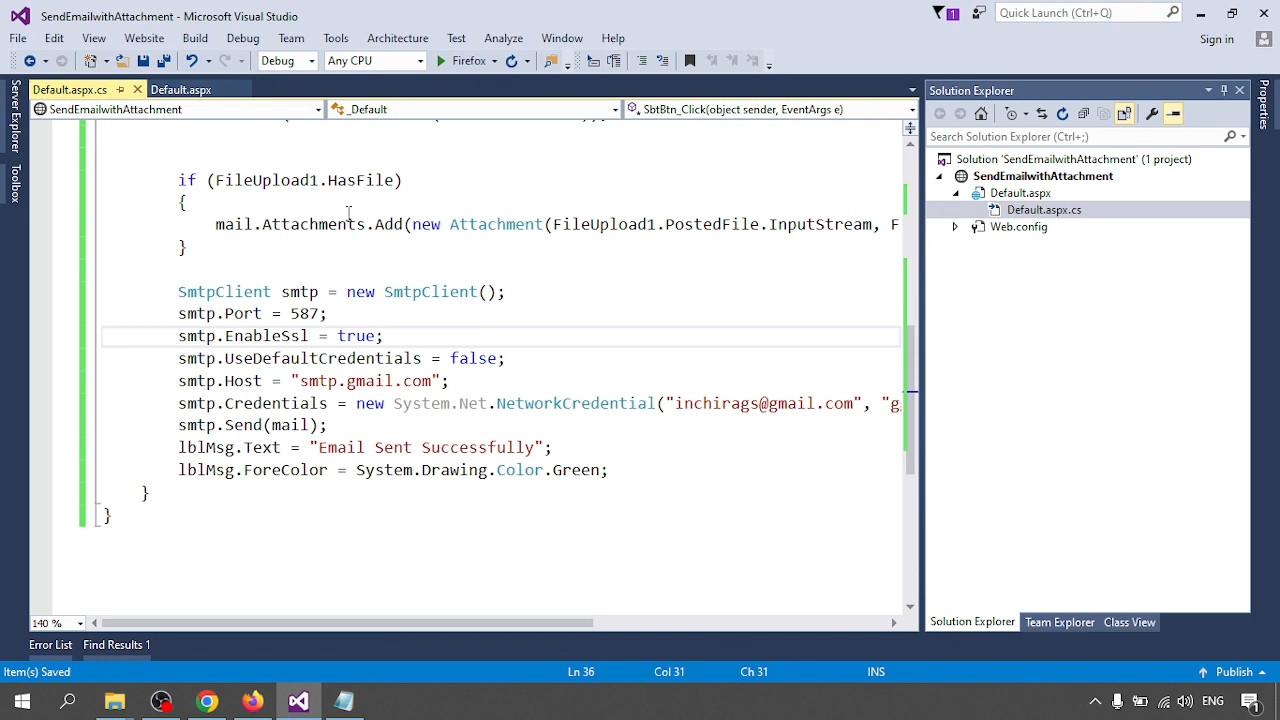 SendEmailwithAttachment - Microsoft Visual Studio
1
Quick Launch (Ctrl+Q)
File Edit View Website Build Debug Team Tools Architecture Test Analyze Window Help
Sign in
Debug Any CPU Firefox
Server Explorer
Toolbox
Default.aspx.cs Default.aspx
SendEmailwithAttachment _Default SbtBtn_Click(object sender, EventArgs e)
if (FileUpload1.HasFile)
{
mail.Attachments.Add(new Attachment(FileUpload1.PostedFile.InputStream, F
}
SmtpClient smtp = new SmtpClient();
smtp.Port = 587;
smtp.EnableSsl = true;
smtp.UseDefaultCredentials = false;
smtp.Host = "smtp.gmail.com";
smtp.Credentials = new System.Net.NetworkCredential("inchirags@gmail.com", "g
smtp.Send(mail);
lblMsg.Text = "Email Sent Successfully";
lblMsg.ForeColor = System.Drawing.Color.Green;
}
}
140 %
Solution Explorer
Search Solution Explorer (Ctrl+;)
Solution 'SendEmailwithAttachment' (1 project)
SendEmailwithAttachment
Default.aspx
Default.aspx.cs
Web.config
Solution Explorer Team Explorer Class View
Properties
Error List Find Results 1
Item(s) Saved Ln 36 Col 31 Ch 31 INS Publish
ENG 1